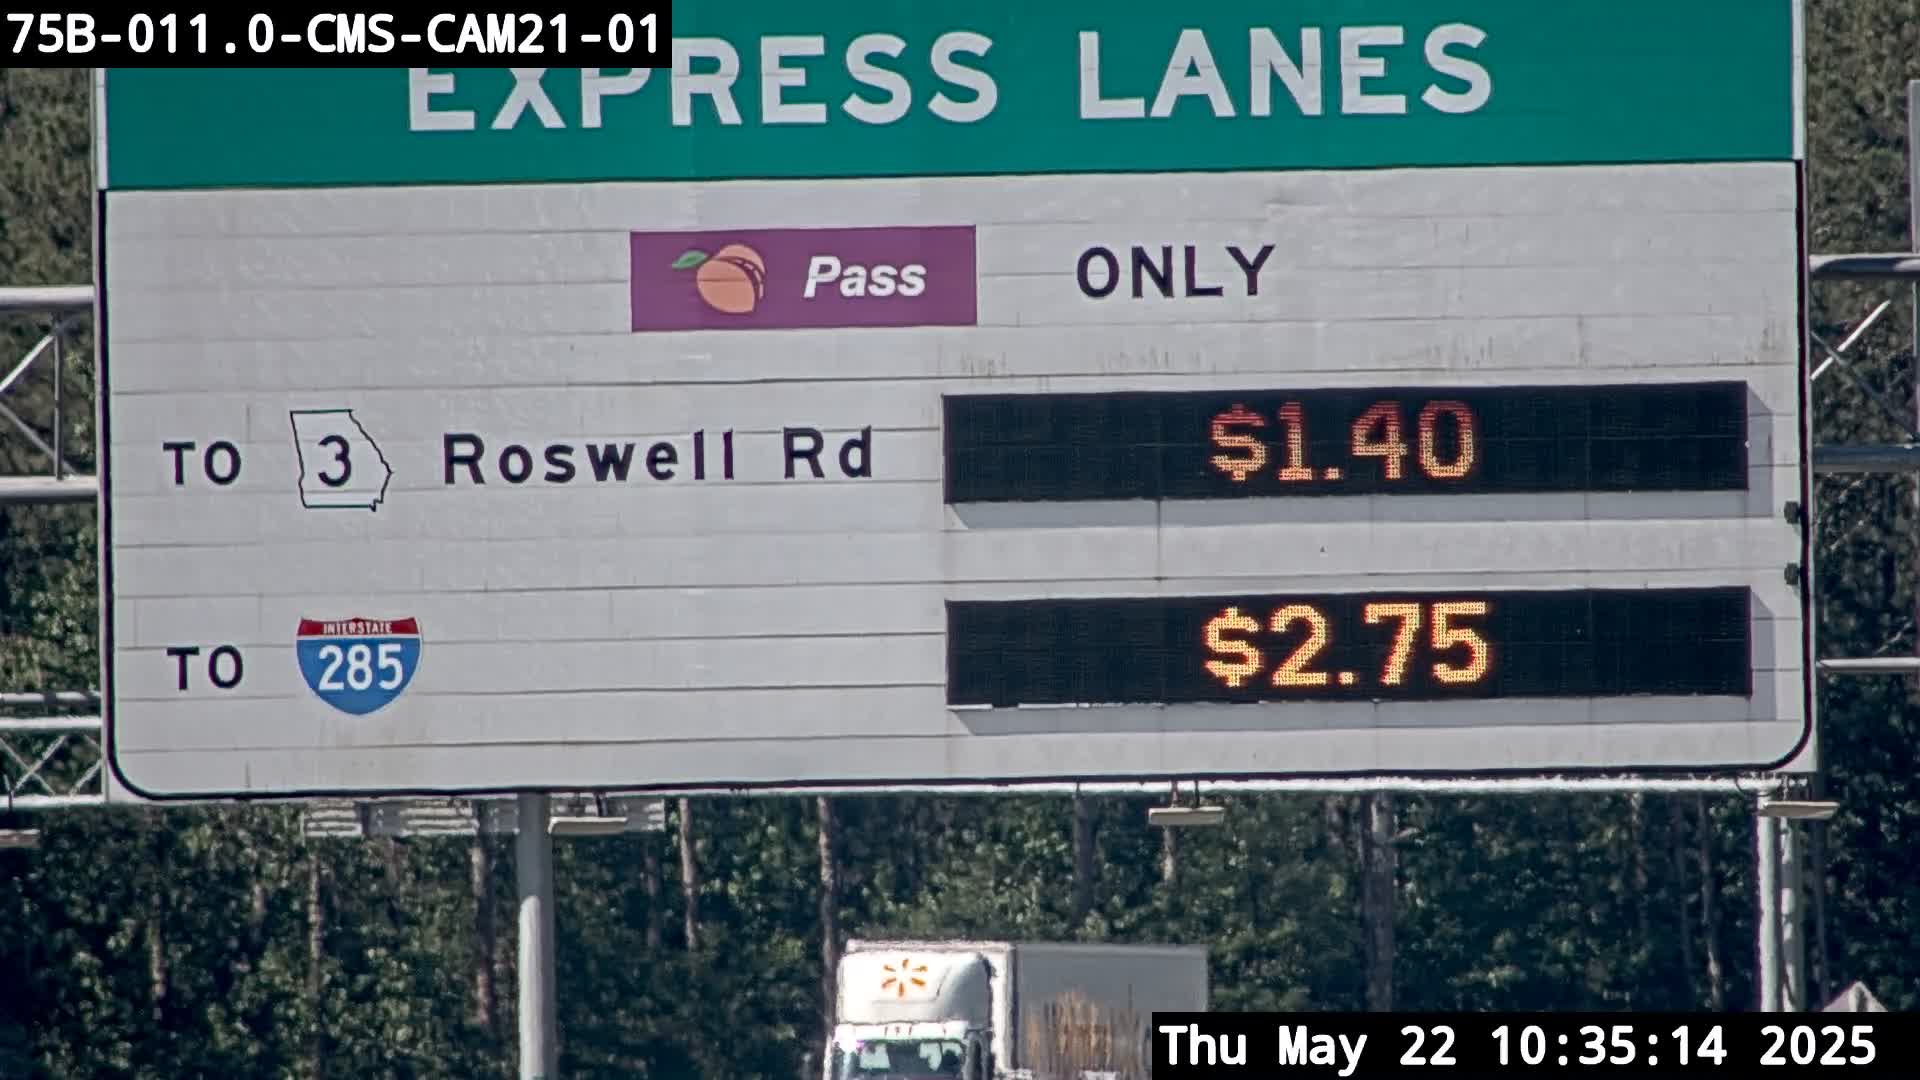 75B-011.0-CMS-CAM21-01
EXPRESS LANES
Pass ONLY
TO 3 Roswell Rd $1.40
INTERSTATE
TO 285 $2.75
Thu May 22 10:35:14 2025